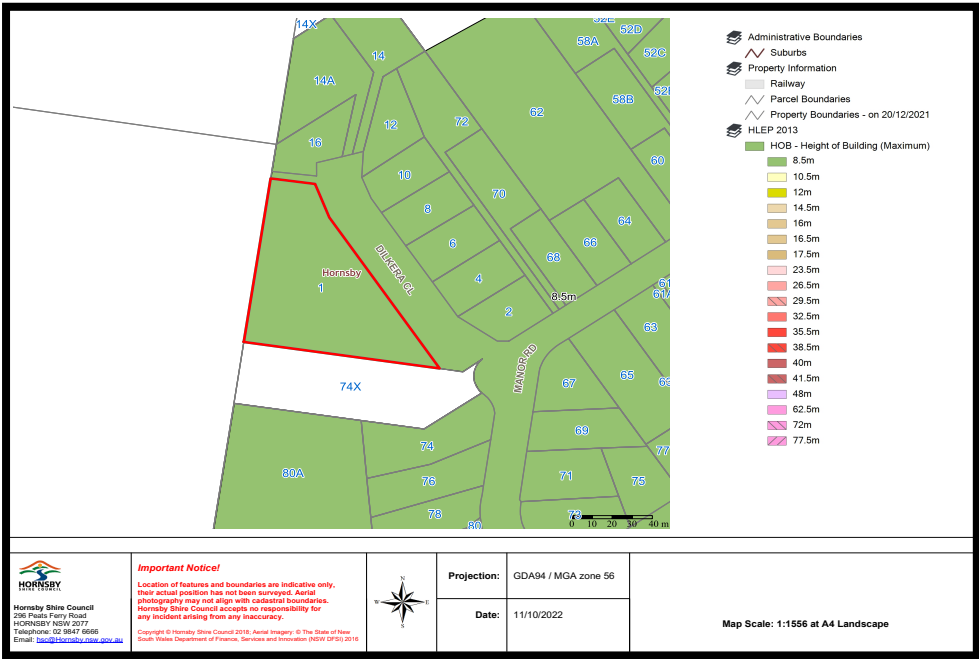 14X
52E
52D
58A
52C
14
14A
58B
62
72
12
16
60
10
70
8
64
6
66
DILKERA CL
68
Hornsby
4
1
8.5m
2
61
61A
63
MANOR RD
74X
67
65
69
74
77
80A
76
71
75
78
73
80
0 10 20 30 40 m
Administrative Boundaries
Suburbs
Property Information
Railway
Parcel Boundaries
Property Boundaries - on 20/12/2021
HLEP 2013
HOB - Height of Building (Maximum)
8.5m
10.5m
12m
14.5m
16m
16.5m
17.5m
23.5m
26.5m
29.5m
32.5m
35.5m
38.5m
40m
41.5m
48m
62.5m
72m
77.5m
HORNSBY
SHIRE COUNCIL
Hornsby Shire Council
296 Peats Ferry Road
HORNSBY NSW 2077
Telephone: 02 9847 6666
Email: hsc@Hornsby.nsw.gov.au
Important Notice!
Location of features and boundaries are indicative only,
their actual position has not been surveyed. Aerial
photography may not align with cadastral boundaries.
Hornsby Shire Council accepts no responsibility for
any incident arising from any inaccuracy.
Copyright © Hornsby Shire Council 2018; Aerial Imagery: © The State of New
South Wales Department of Finance, Services and Innovation (NSW DFSI) 2016
N
W E
S
Projection: GDA94 / MGA zone 56
Date: 11/10/2022
Map Scale: 1:1556 at A4 Landscape